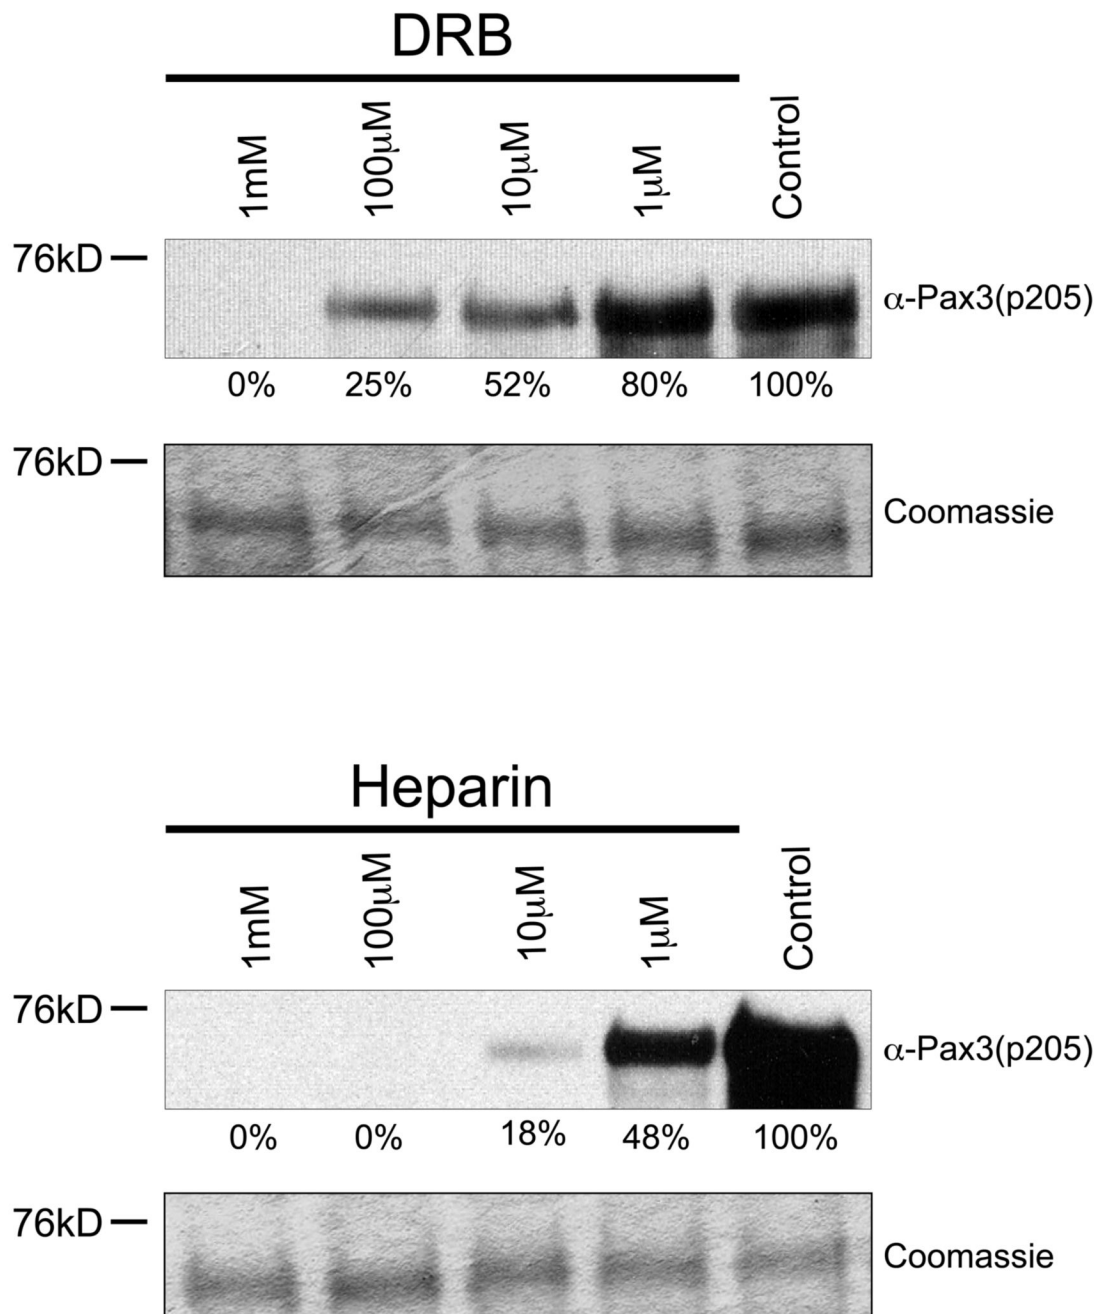 DRB
1mM 100μM 10μM 1μM Control
76kD
α-Pax3(p205)
0% 25% 52% 80% 100%
76kD
Coomassie
Heparin
1mM 100μM 10μM 1μM Control
76kD
α-Pax3(p205)
0% 0% 18% 48% 100%
76kD
Coomassie